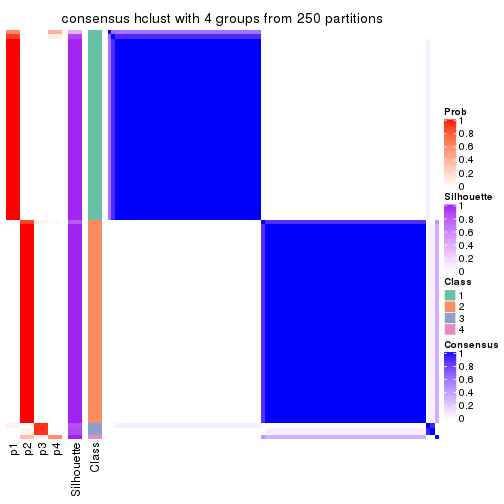 consensus hclust with 4 groups from 250 partitions
Prob
1
0.8
0.6
0.4
0.2
0
Silhouette
1
0.8
0.6
0.4
0.2
0
Class
1
2
3
4
Consensus
1
0.8
0.6
0.4
0.2
0
p1
p2
p3
p4
Silhouette
Class